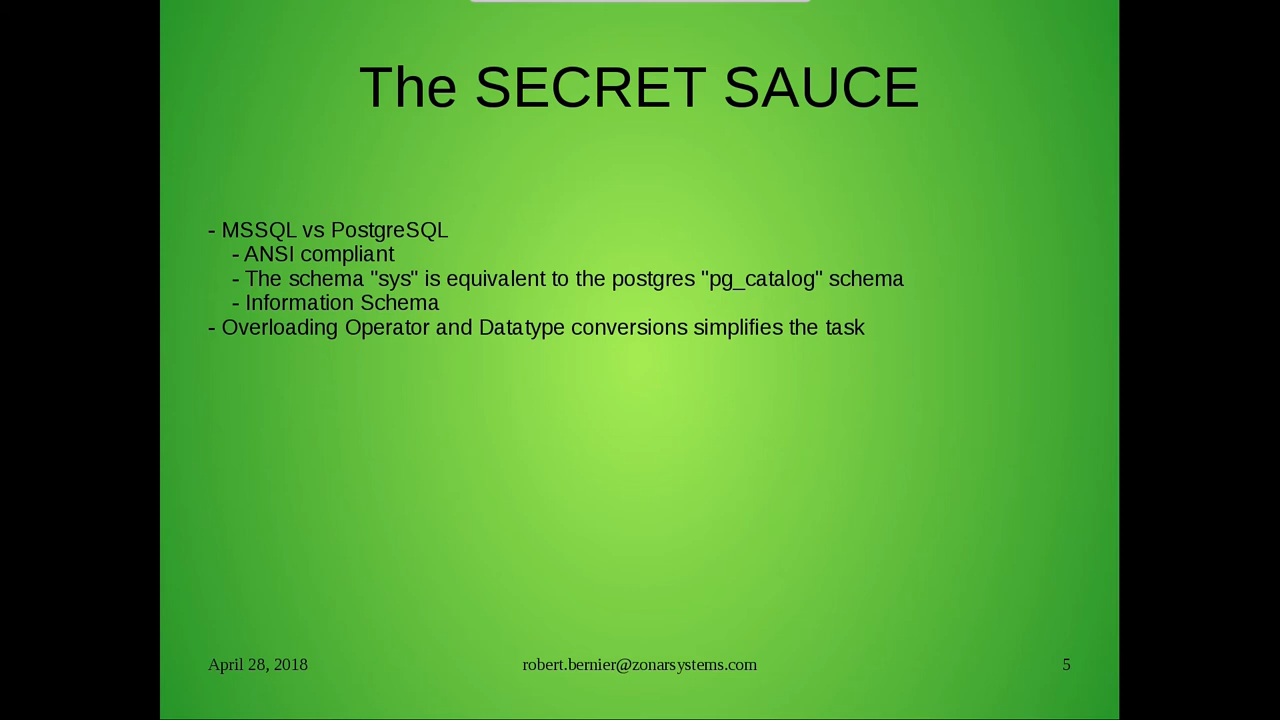 The SECRET SAUCE
- MSSQL vs PostgreSQL
- ANSI compliant
- The schema "sys" is equivalent to the postgres "pg_catalog" schema
- Information Schema
- Overloading Operator and Datatype conversions simplifies the task
April 28, 2018
robert.bernier@zonarsystems.com
5